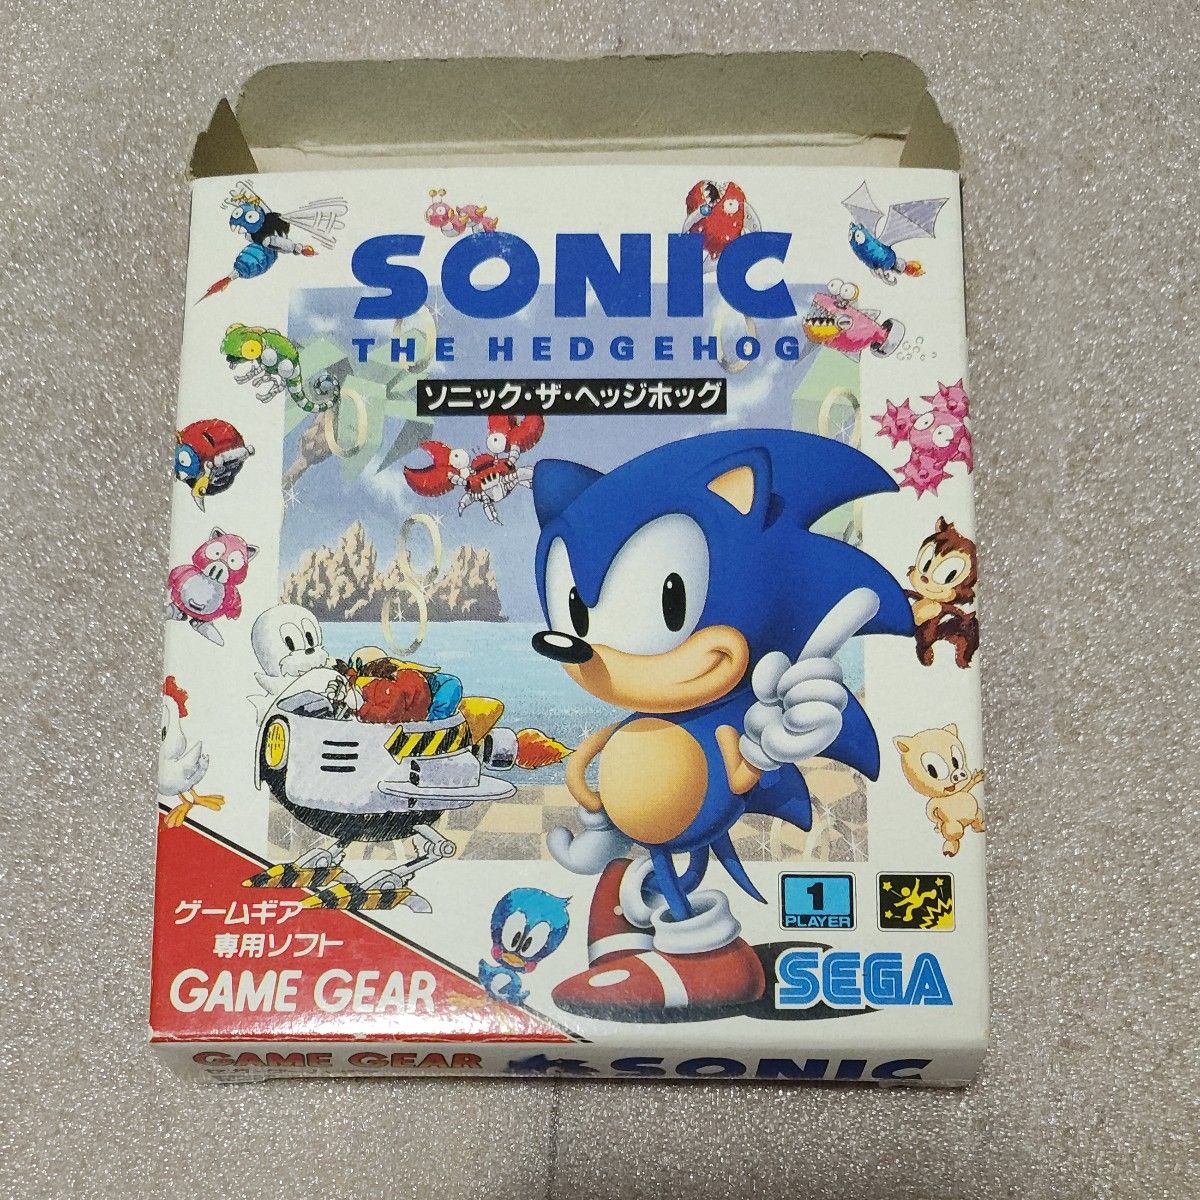 SONIC
THE HEDGEHOG
ソニック・ザ・ヘッジホッグ
1
PLAYER
ゲームギア
専用ソフト
GAME GEAR
SEGA
GAME GEAR
SONIC